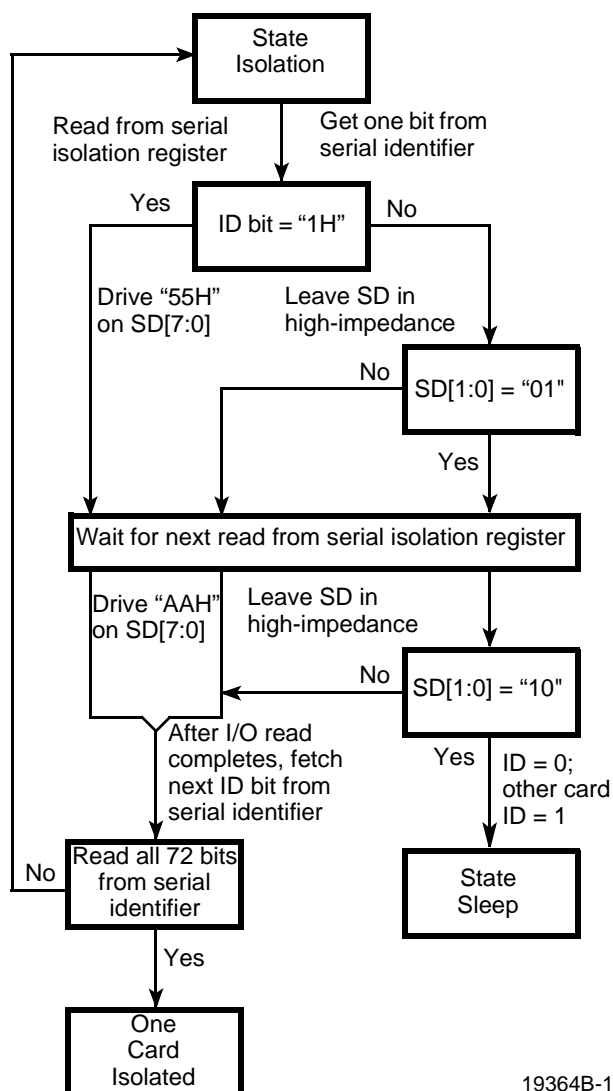 State
Isolation
Read from serial
isolation register
Get one bit from
serial identifier
Yes
ID bit = “1H”
No
Drive “55H”
on SD[7:0]
Leave SD in
high-impedance
No
SD[1:0] = “01"
Yes
Wait for next read from serial isolation register
Drive “AAH”
on SD[7:0]
Leave SD in
high-impedance
No
SD[1:0] = “10"
After I/O read
completes, fetch
next ID bit from
serial identifier
Yes
ID = 0;
other card
ID = 1
No
Read all 72 bits
from serial
identifier
State
Sleep
Yes
One
Card
Isolated
19364B-1